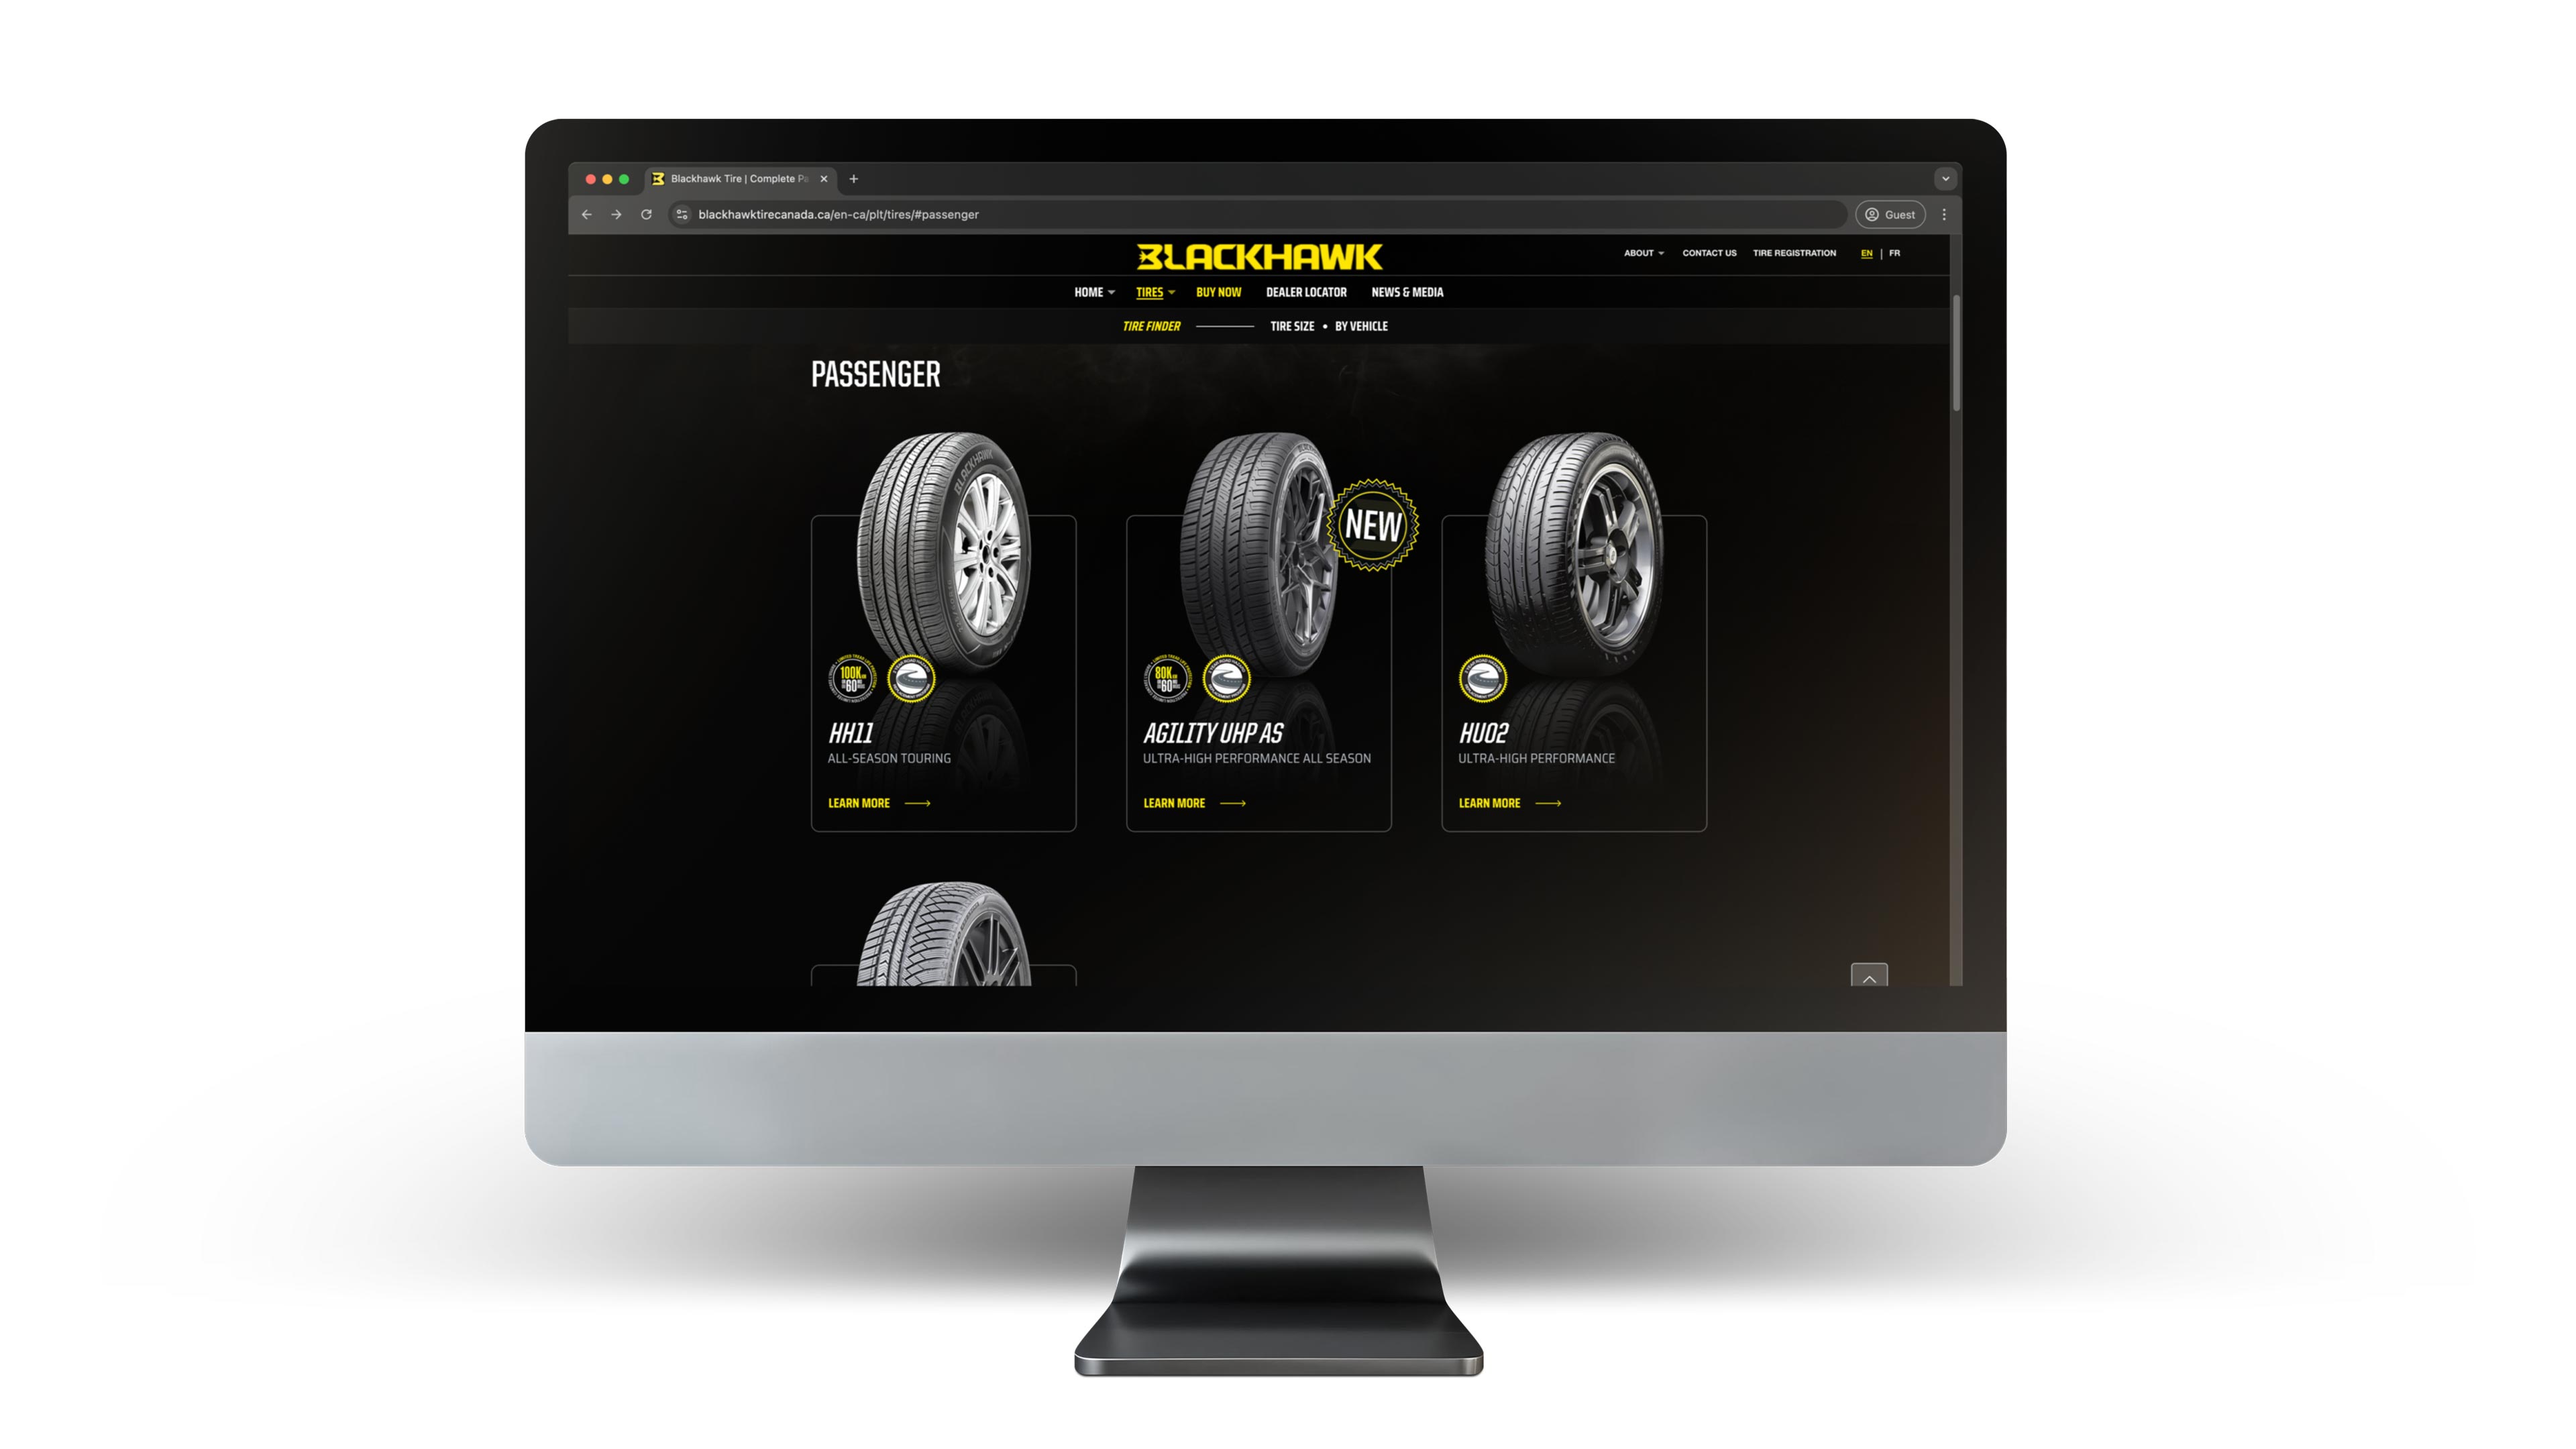 Blackhawk Tire | Complete Pa
blackhawktirecanada.ca/en-ca/plt/tires/#passenger
Guest
BLACKHAWK
ABOUT
CONTACT US
TIRE REGISTRATION
EN | FR
HOME
TIRES
BUY NOW
DEALER LOCATOR
NEWS & MEDIA
TIRE FINDER
TIRE SIZE • BY VEHICLE
PASSENGER
BLACKHAWK
NEW
100K
60
80K
60
HH11
ALL-SEASON TOURING
LEARN MORE
AGILITY UHP AS
ULTRA-HIGH PERFORMANCE ALL SEASON
LEARN MORE
HU02
ULTRA-HIGH PERFORMANCE
LEARN MORE